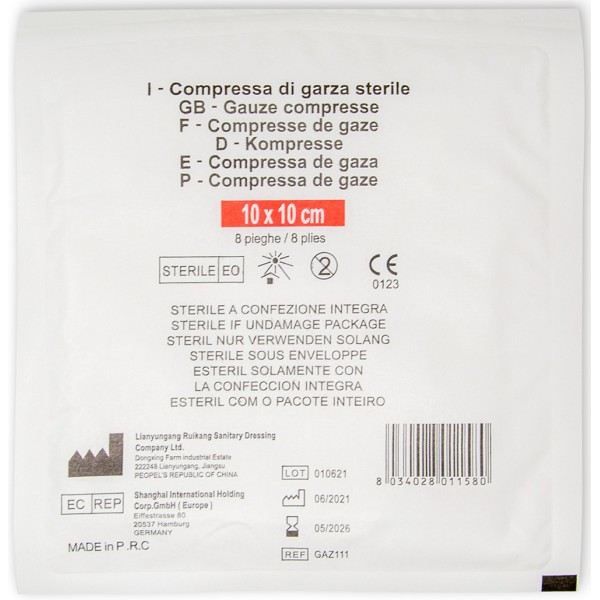 I - Compressa di garza sterile
GB - Gauze compresse
F - Compresse de gaze
D - Kompresse
E - Compressa de gaza
P - Compressa de gaze
10 x 10 cm
8 pieghe / 8 plies
STERILE EO
2
CE
0123
STERILE A CONFEZIONE INTEGRA
STERILE IF UNDAMAGE PACKAGE
STERIL NUR VERWENDEN SOLANG
STERILE SOUS ENVELOPPE
ESTERIL SOLAMENTE CON
LA CONFECCION INTEGRA
ESTERIL COM O PACOTE INTEIRO
Lianyungang Ruikang Sanitary Dressing
Company Ltd.
Dongxing Farm industrial Estate
222248 Lianyungang, Jiangsu
PEOPEL'S REPUBLIC OF CHINA
EC REP
Shanghai International Holding
Corp.GmbH ( Europe )
Eiffestrasse 80
20537 Hamburg
GERMANY
MADE in P .R.C
LOT 010621
06/2021
05/2026
REF GAZ111
8 034028 011580